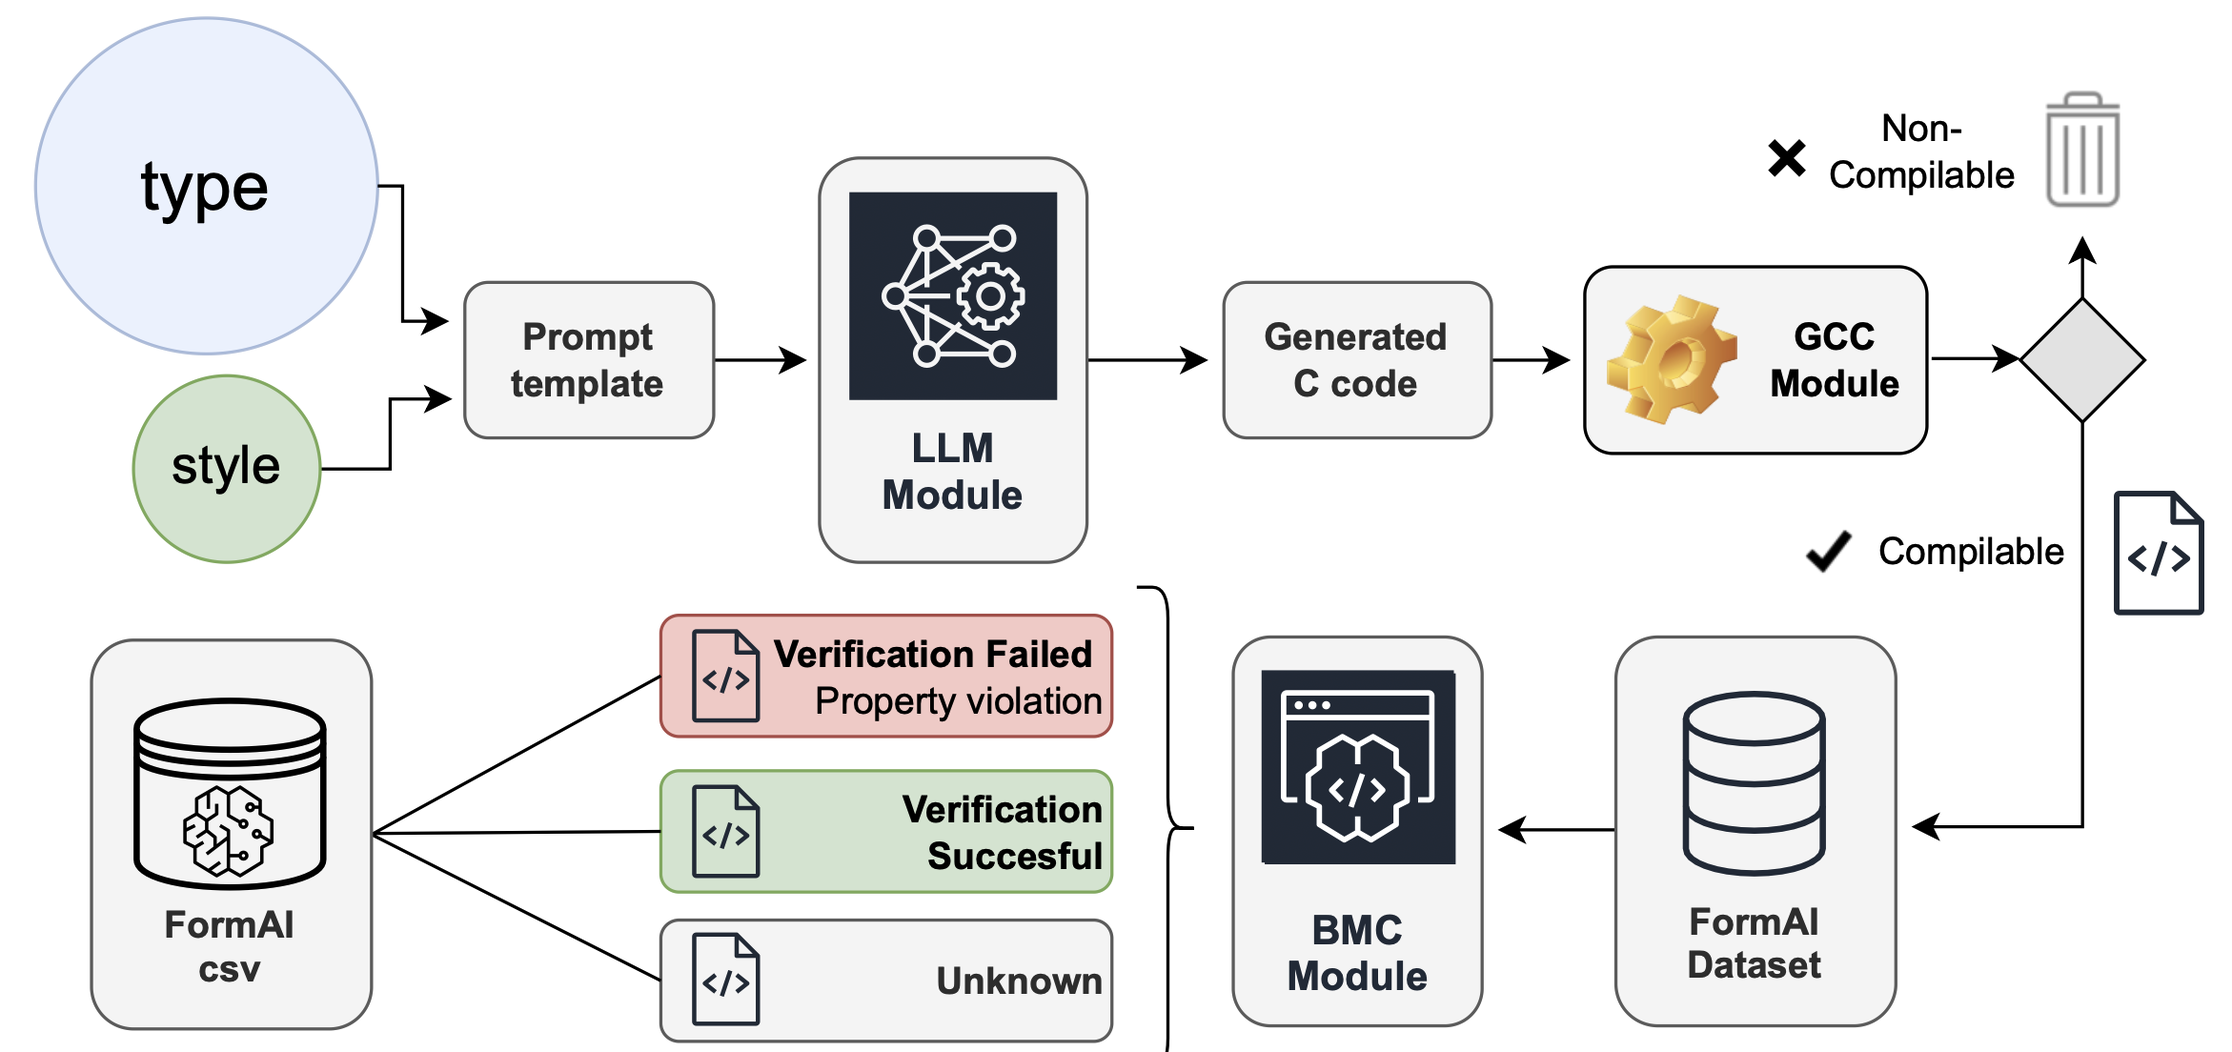 type
style
Prompt
template
LLM
Module
Generated
C code
GCC
Module
Non-
Compilable
Compilable
</>
FormAI
Dataset
BMC
Module
</>
Verification Failed
Property violation
</>
Verification
Succesful
</>
Unknown
</>
FormAI
csv